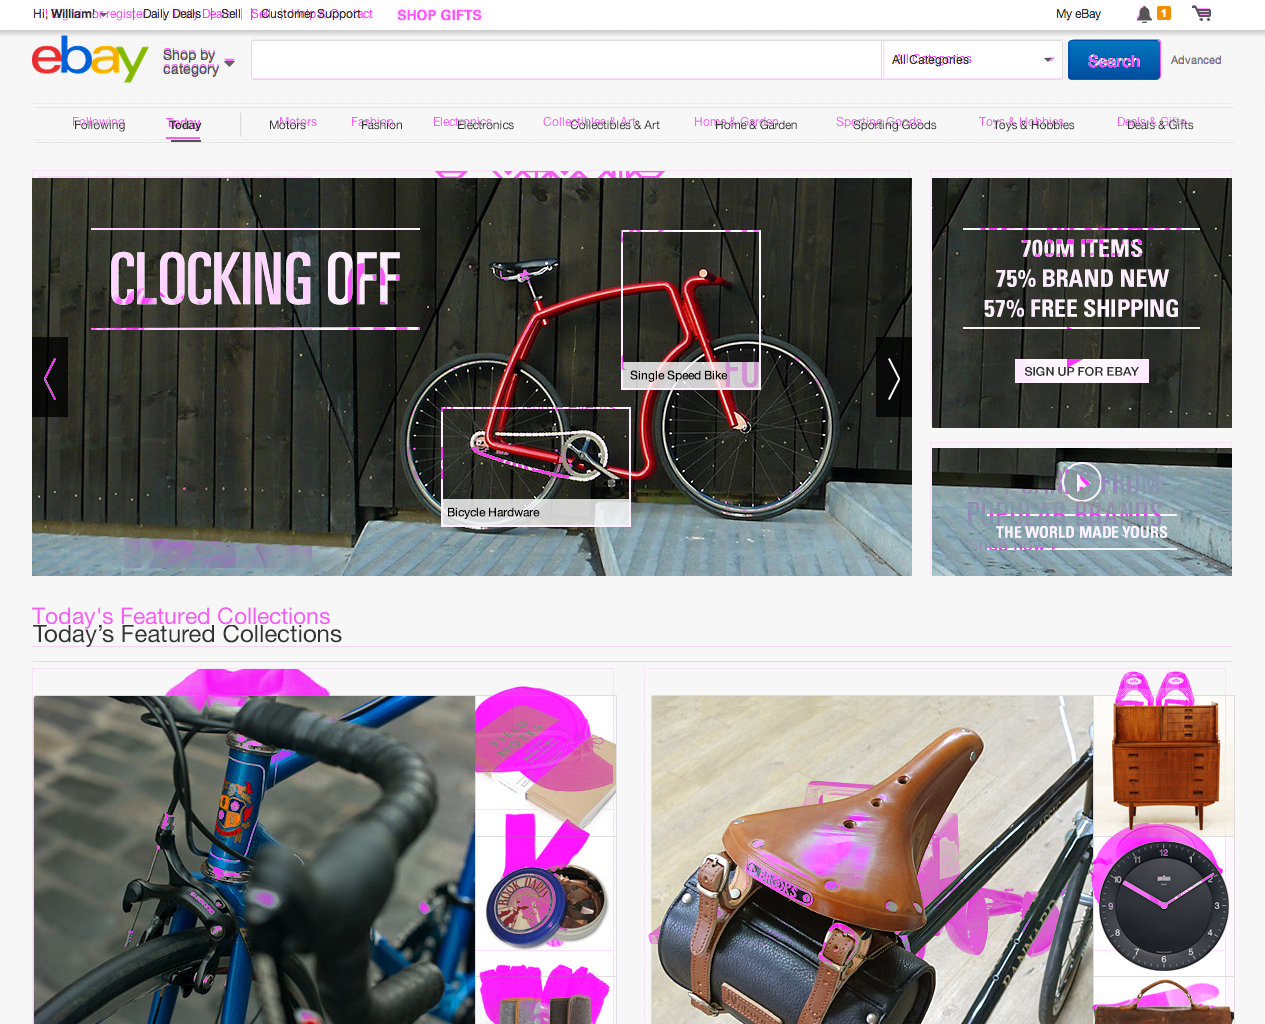 Hi, William!
Daily Deals
Sell
Customer Support
SHOP GIFTS
My eBay
1
ebay
Shop by
category
All Categories
Search
Advanced
Following
Today
Motors
Fashion
Electronics
Collectibles & Art
Home & Garden
Sporting Goods
Toys & Hobbies
Deals & Gifts
CLOCKING OFF
Single Speed Bike
Bicycle Hardware
700M ITEMS
75% BRAND NEW
57% FREE SHIPPING
SIGN UP FOR EBAY
THE WORLD MADE YOURS
Today's Featured Collections
Today’s Featured Collections